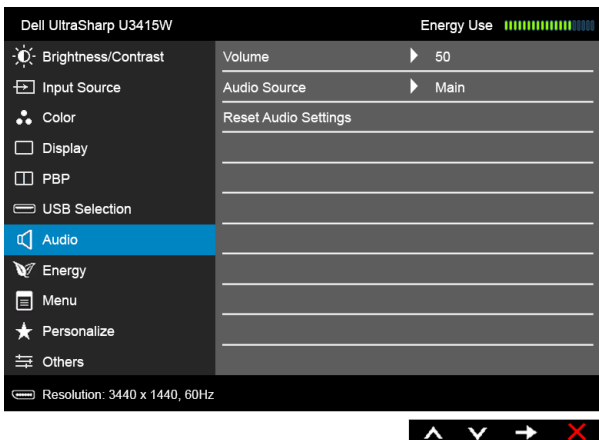 Dell UltraSharp U3415W Energy Use
Brightness/Contrast
Input Source
Color
Display
PBP
USB Selection
Audio
Energy
Menu
Personalize
Others
Volume 50
Audio Source Main
Reset Audio Settings
Resolution: 3440 x 1440, 60Hz